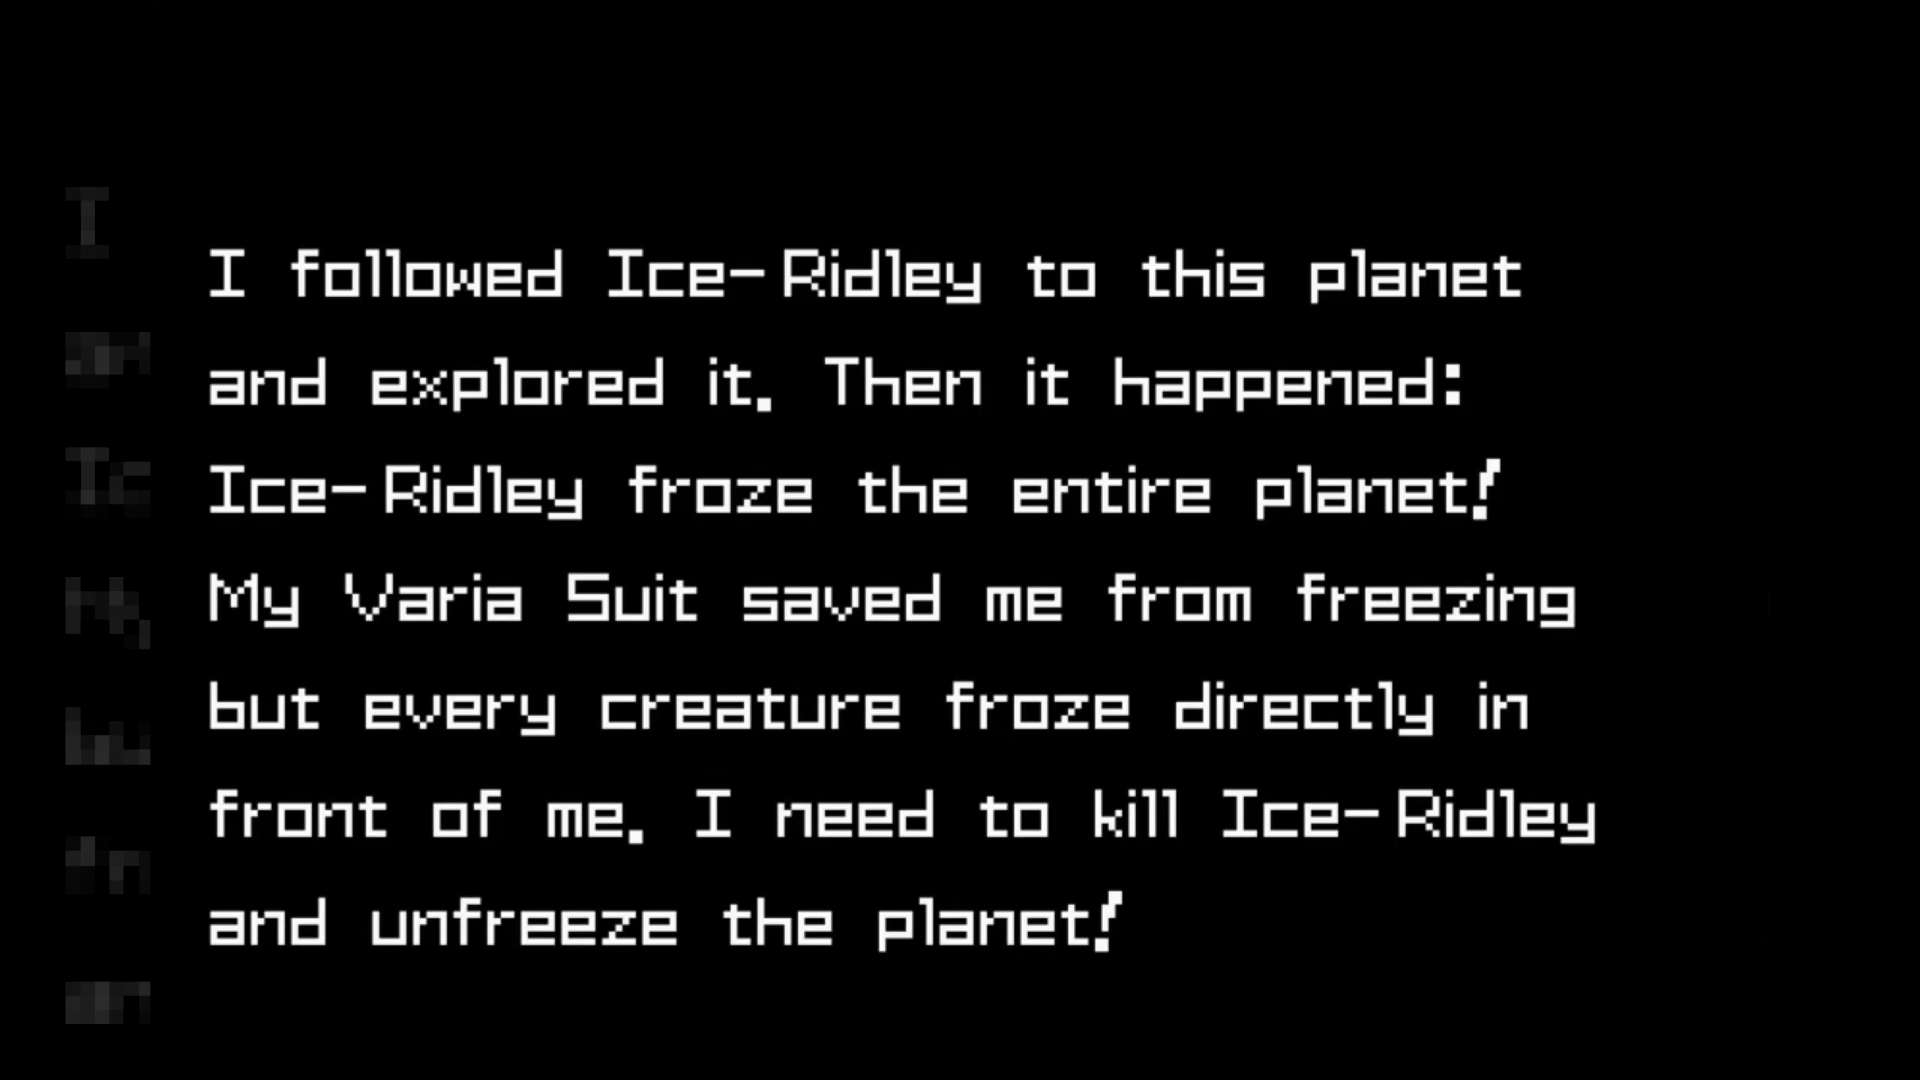 I followed Ice-Ridley to this planet
and explored it. Then it happened:
Ice-Ridley froze the entire planet!
My Varia Suit saved me from freezing
but every creature froze directly in
front of me. I need to kill Ice-Ridley
and unfreeze the planet!